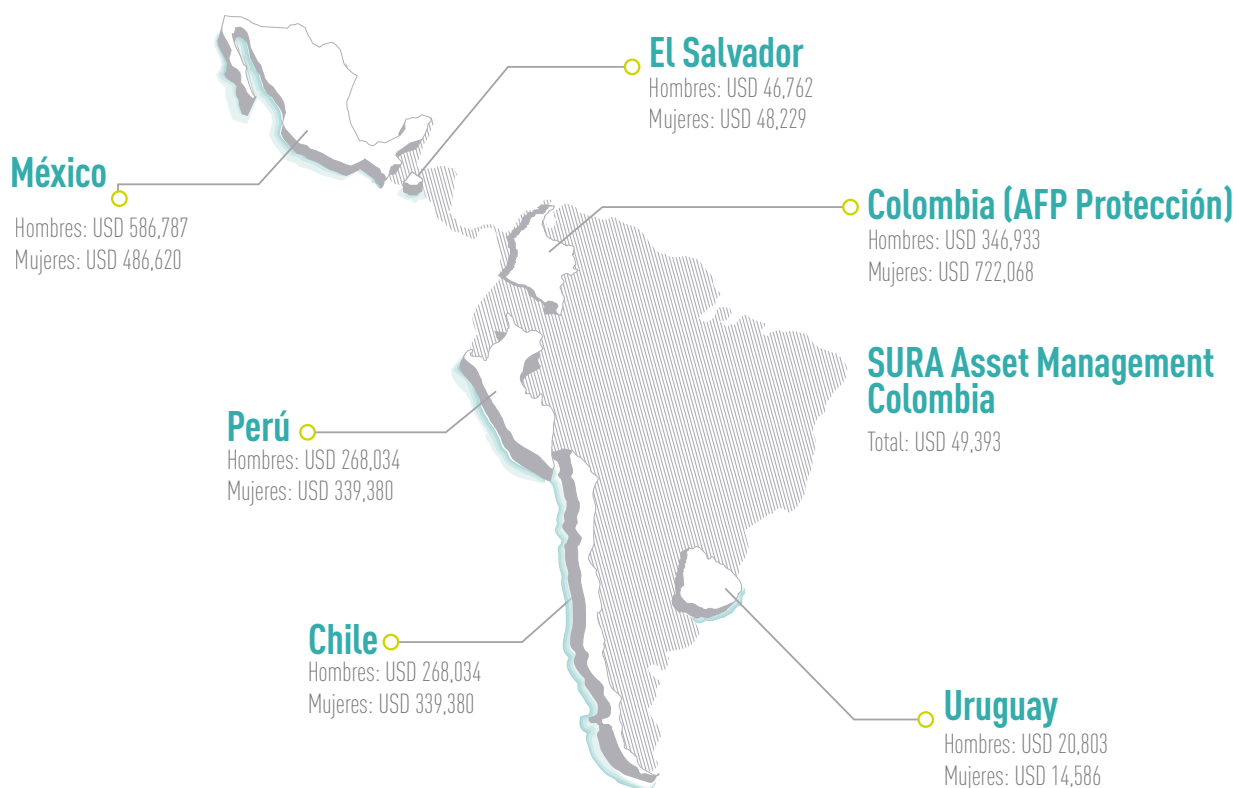 El Salvador
Hombres: USD 46,762
Mujeres: USD 48,229
México
Hombres: USD 586,787
Mujeres: USD 486,620
Colombia (AFP Protección)
Hombres: USD 346,933
Mujeres: USD 722,068
SURA Asset Management
Colombia
Total: USD 49,393
Perú
Hombres: USD 268,034
Mujeres: USD 339,380
Chile
Hombres: USD 268,034
Mujeres: USD 339,380
Uruguay
Hombres: USD 20,803
Mujeres: USD 14,586